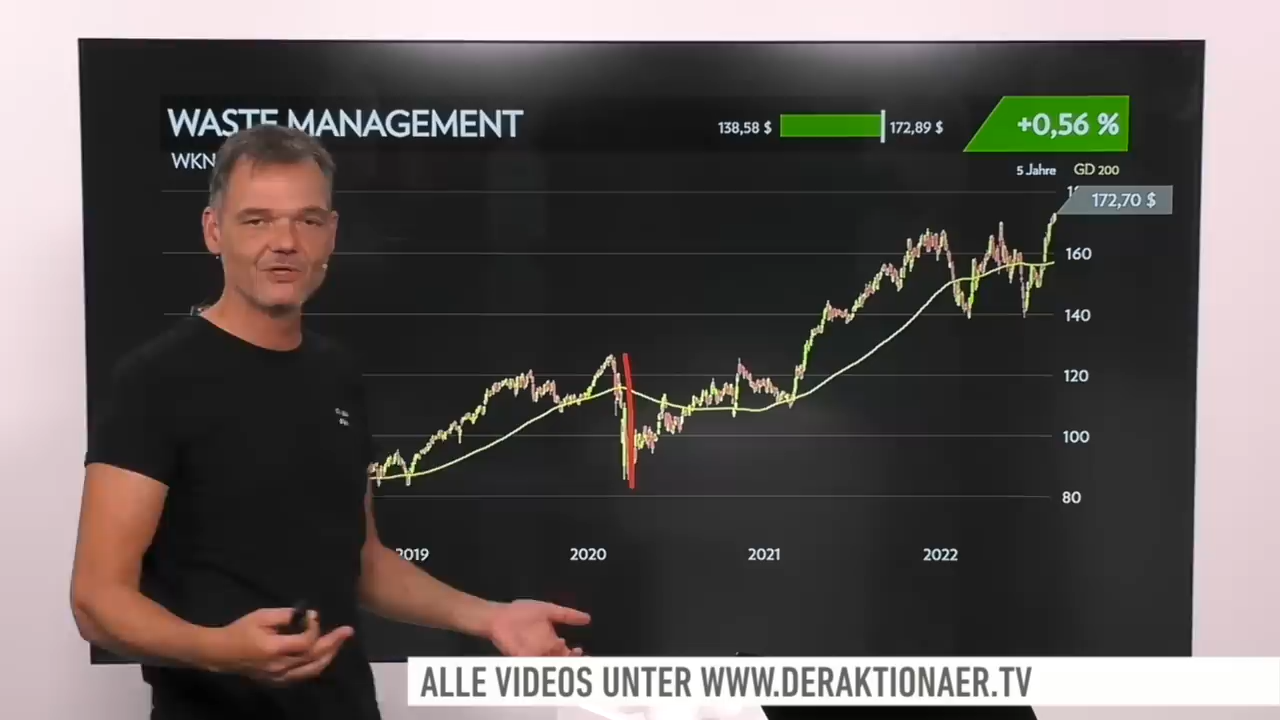 WASTE MANAGEMENT
138,58 $ 172,89 $
+0,56 %
WKN
5 Jahre GD 200
172,70 $
160
140
120
100
80
2019 2020 2021 2022
ALLE VIDEOS UNTER WWW.DERAKTIONAER.TV